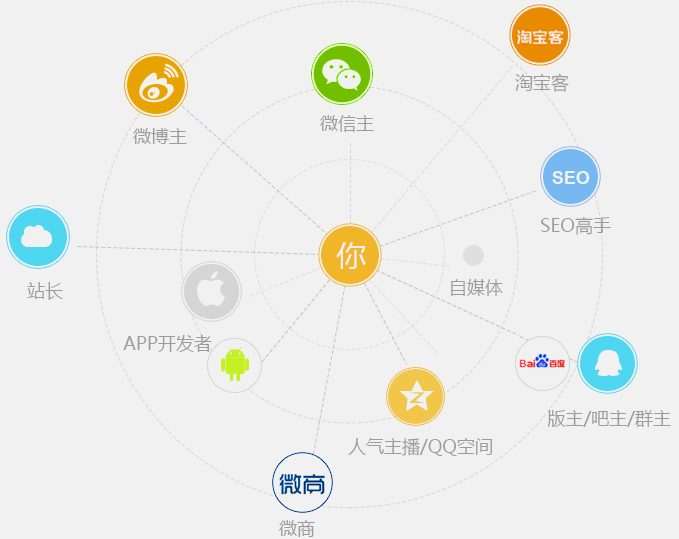 淘宝客
淘宝客
微博主
微信主
SEO
SEO高手
你
站长
自媒体
APP开发者
Bai百度
版主/吧主/群主
人气主播/QQ空间
微商
微商